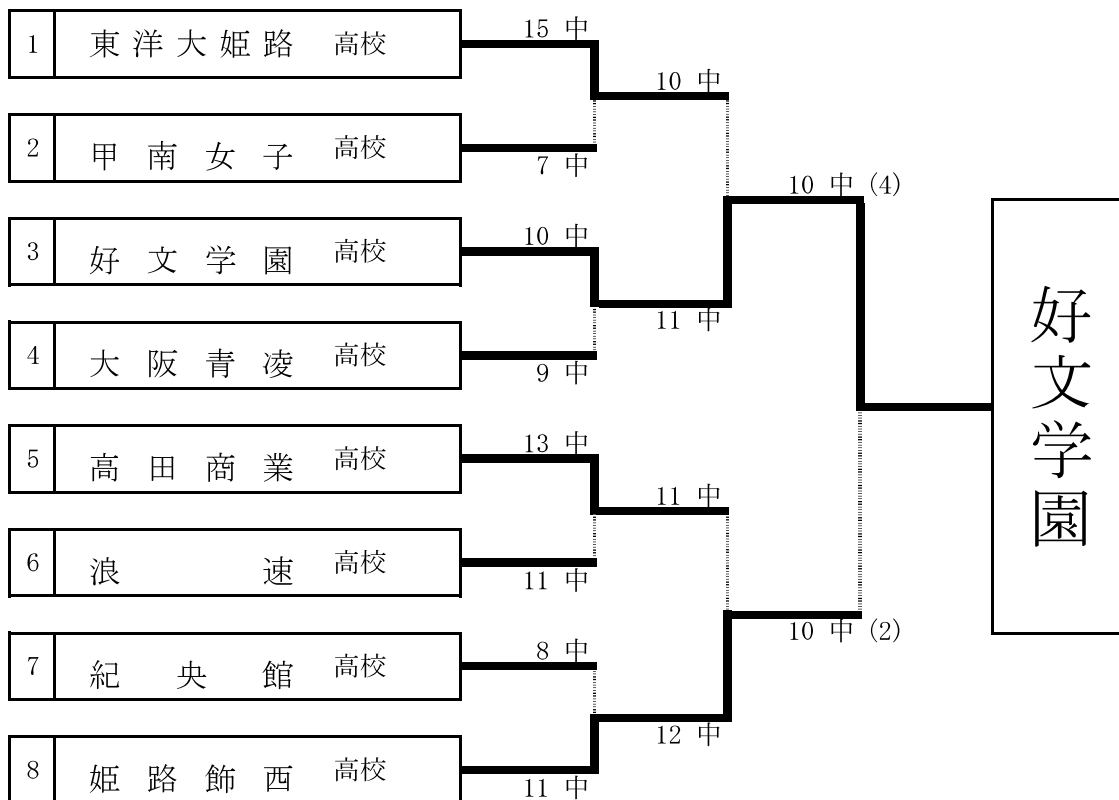 1 東洋大姫路 高校
15 中
10 中
2 甲南女子 高校
7 中
10 中 (4)
3 好文学園 高校
10 中
11 中
4 大阪青凌 高校
9 中
好文学園
5 高田商業 高校
13 中
11 中
6 浪速 高校
11 中
10 中 (2)
7 紀央館 高校
8 中
12 中
8 姫路飾西 高校
11 中